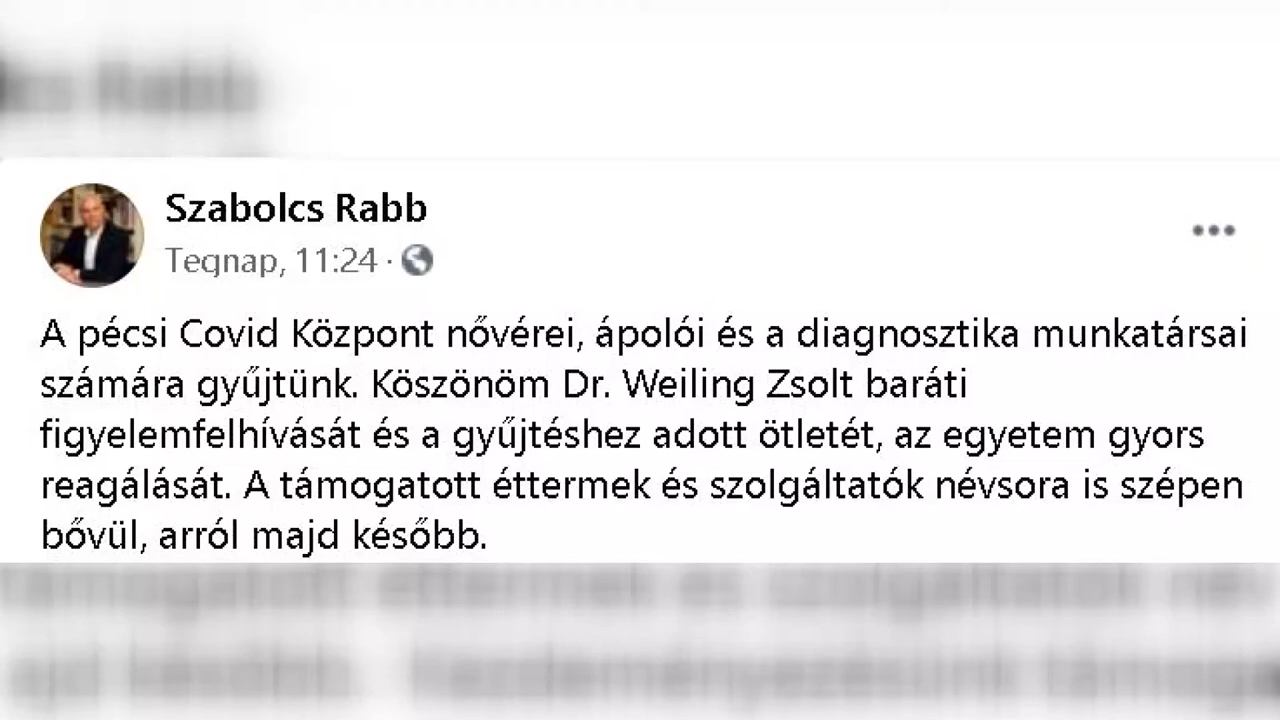 Szabolcs Rabb
Tegnap, 11:24 ·
A pécsi Covid Központ nővérei, ápolói és a diagnosztika munkatársai
számára gyűjtünk. Köszönöm Dr. Weiling Zsolt baráti
figyelemfelhívását és a gyűjtéshez adott ötletét, az egyetem gyors
reagálását. A támogatott éttermek és szolgáltatók névsora is szépen
bővül, arról majd később.